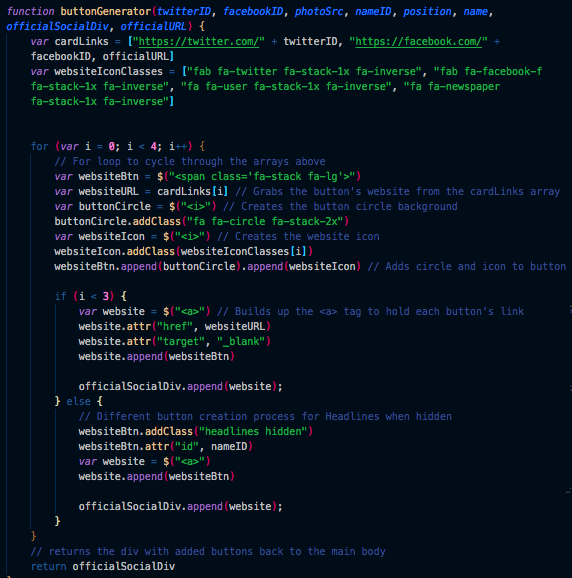 function buttonGenerator(twitterID, facebookID, photoSrc, nameID, position, name,
officialSocialDiv, officialURL) {
    var cardLinks = ["https://twitter.com/" + twitterID, "https://facebook.com/" +
    facebookID, officialURL]
    var websiteIconClasses = ["fab fa-twitter fa-stack-1x fa-inverse", "fab fa-facebook-f
    fa-stack-1x fa-inverse", "fa fa-user fa-stack-1x fa-inverse", "fa fa-newspaper
    fa-stack-1x fa-inverse"]
    for (var i = 0; i < 4; i++) {
        // For loop to cycle through the arrays above
        var websiteBtn = $("<span class='fa-stack fa-lg'>")
        var websiteURL = cardLinks[i] // Grabs the button's website from the cardLinks array
        var buttonCircle = $("<i>") // Creates the button circle background
        buttonCircle.addClass("fa fa-circle fa-stack-2x")
        var websiteIcon = $("<i>") // Creates the website icon
        websiteIcon.addClass(websiteIconClasses[i])
        websiteBtn.append(buttonCircle).append(websiteIcon) // Adds circle and icon to button
        if (i < 3) {
            var website = $("<a>") // Builds up the <a> tag to hold each button's link
            website.attr("href", websiteURL)
            website.attr("target", "_blank")
            website.append(websiteBtn)
            officialSocialDiv.append(website);
        } else {
            // Different button creation process for Headlines when hidden
            websiteBtn.addClass("headlines hidden")
            websiteBtn.attr("id", nameID)
            var website = $("<a>")
            website.append(websiteBtn)
            officialSocialDiv.append(website);
        }
    }
    // returns the div with added buttons back to the main body
    return officialSocialDiv